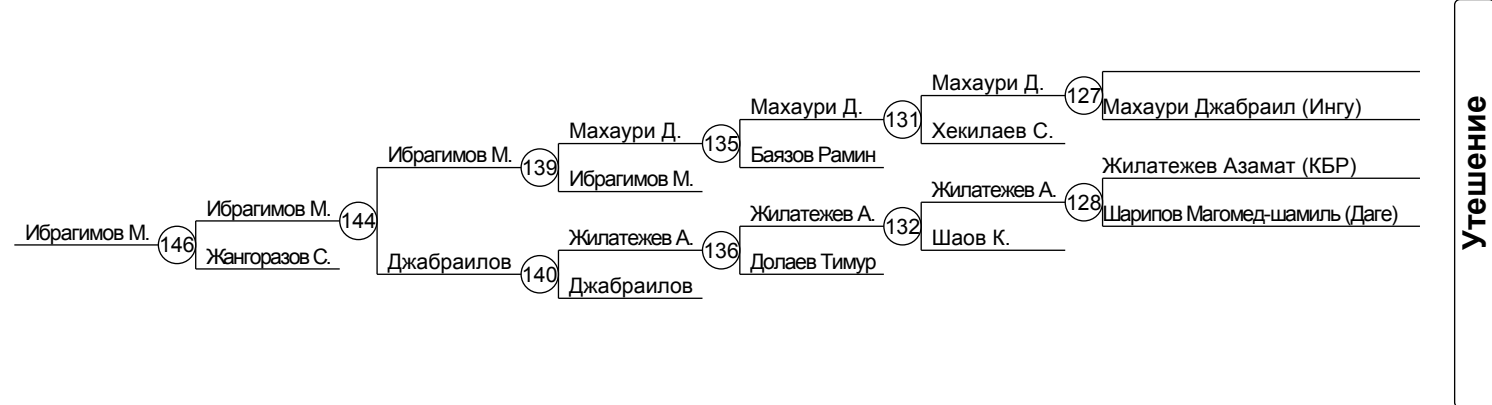 Махаури Д.
127
Махаури Джабраил (Ингу)
Махаури Д.
131
Хекилаев С.
Махаури Д.
135
Баязов Рамин
Ибрагимов М.
139
Ибрагимов М.
Жилатежев Азамат (КБР)
Жилатежев А.
128
Шарипов Магомед-шамиль (Даге)
Жилатежев А.
132
Шаов К.
Ибрагимов М.
144
Жилатежев А.
136
Долаев Тимур
Ибрагимов М.
146
Жангоразов С.
Джабраилов
140
Джабраилов
Утешение